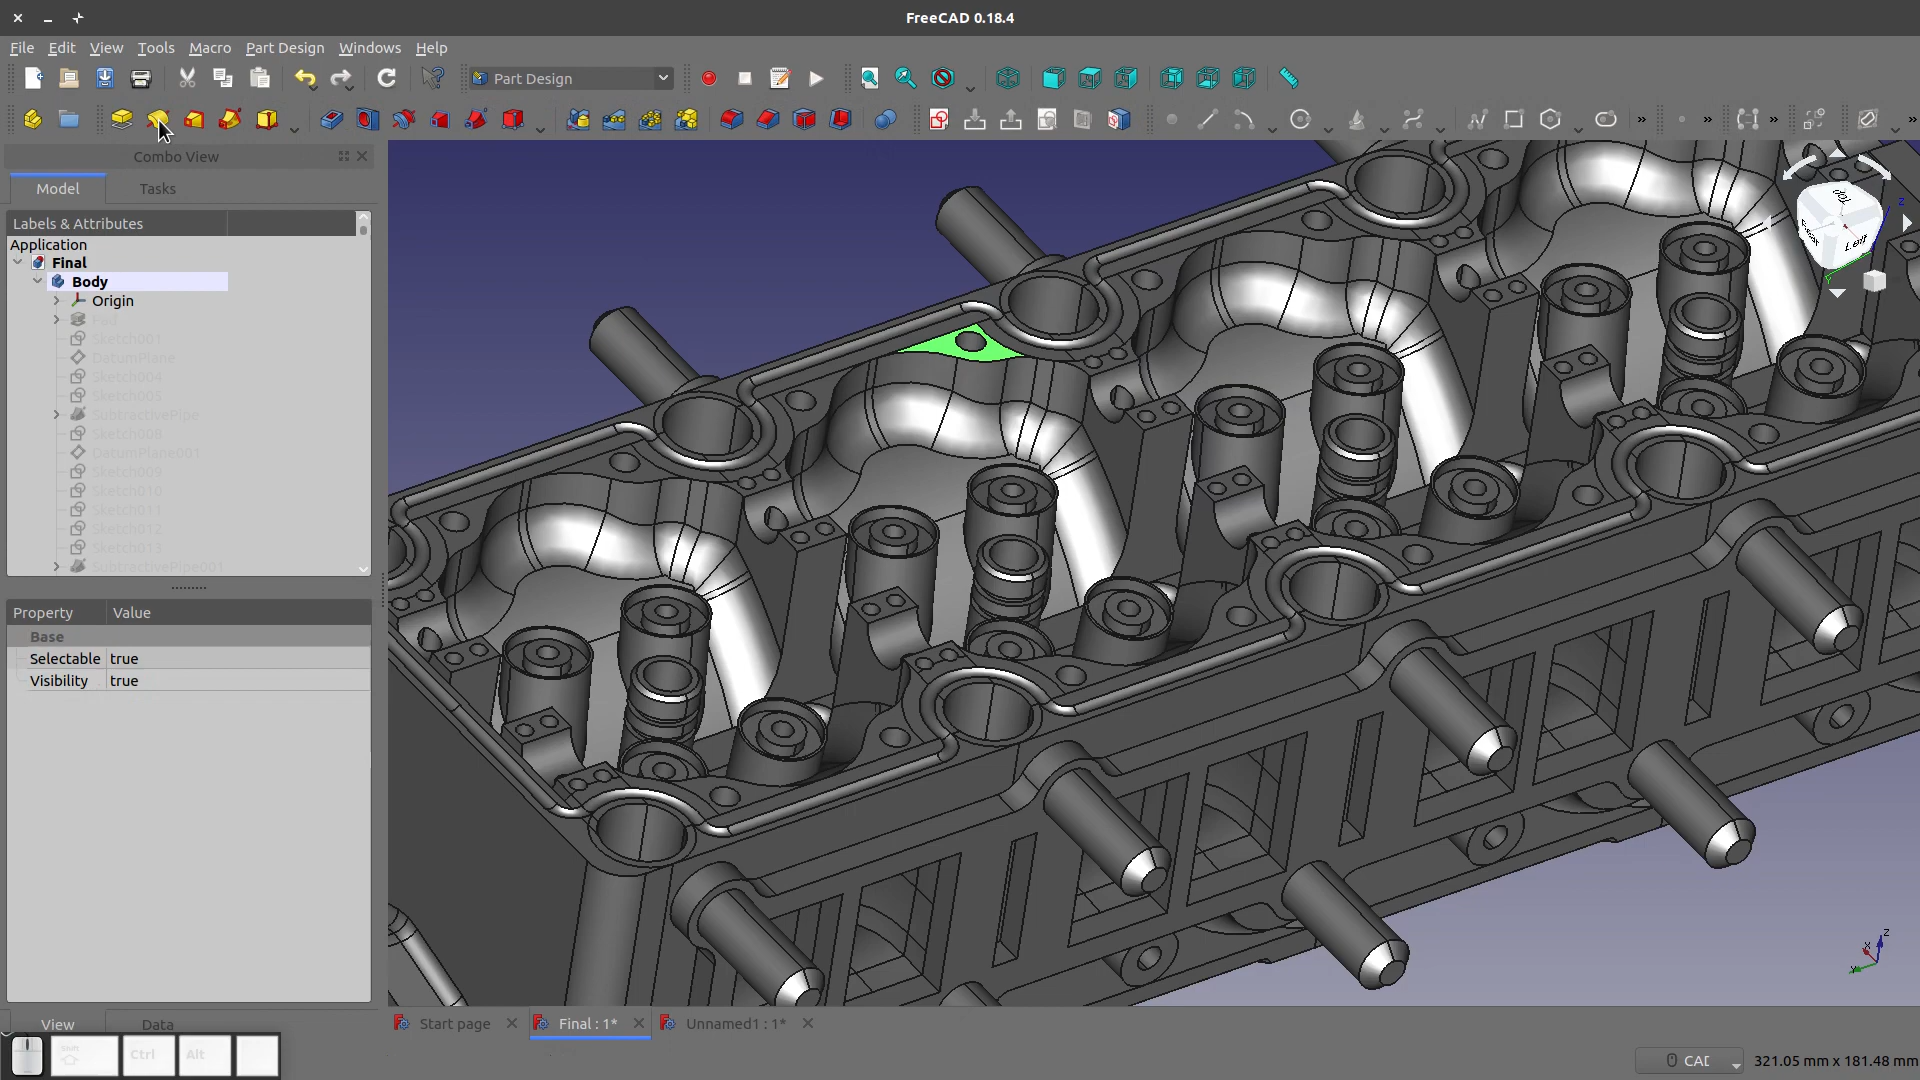 FreeCAD 0.18.4
File Edit View Tools Macro Part Design Windows Help
Part Design
Combo View
Model Tasks
Labels & Attributes
Application
Final
Body
Origin
Pad
Sketch001
DatumPlane
Sketch004
Sketch005
SubtractivePipe
Sketch008
DatumPlane001
Sketch009
Sketch010
Sketch011
Sketch012
Sketch013
SubtractivePipe001
Property Value
Base
Selectable true
Visibility true
View Data
Start page Final : 1* Unnamed1 : 1*
Shift Ctrl Alt
CAD 321.05 mm x 181.48 mm
Left
Z
Y
Z
X
Y